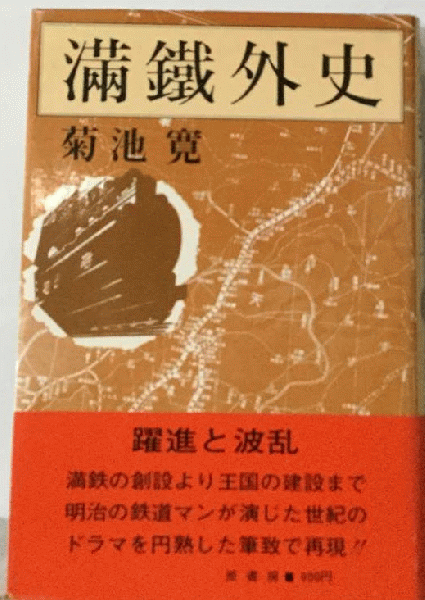 滿鐵外史
菊池寛
躍進と波乱
満鉄の創設より王国の建設まで
明治の鉄道マンが演じた世紀の
ドラマを円熟した筆致で再現!!